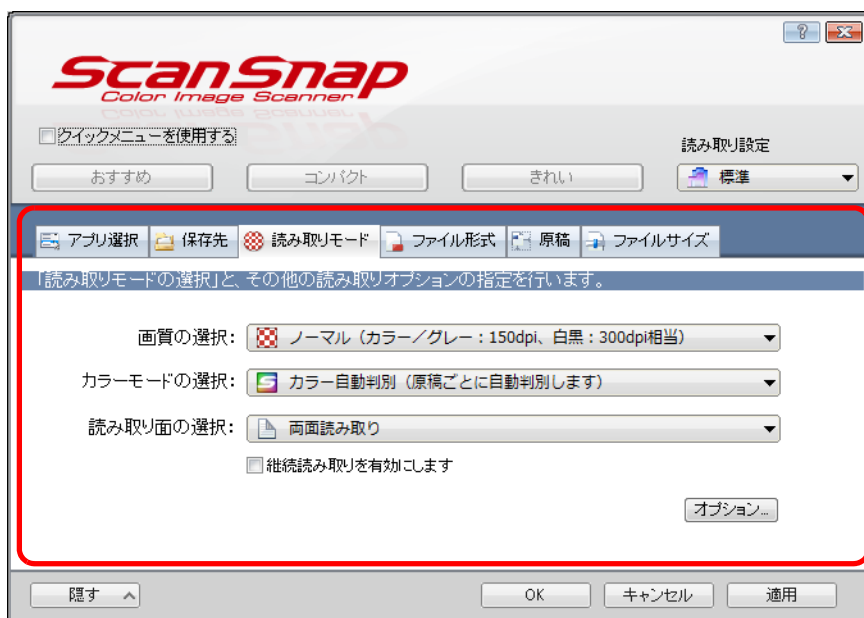 ScanSnap
Color Image Scanner
クイックメニューを使用する
読み取り設定
おすすめ
コンパクト
きれい
標準
アプリ選択
保存先
読み取りモード
ファイル形式
原稿
ファイルサイズ
「読み取りモードの選択」と、その他の読み取りオプションの指定を行います。
画質の選択: ノーマル（カラー／グレー：150dpi、白黒：300dpi相当）
カラーモードの選択: カラー自動判別（原稿ごとに自動判別します）
読み取り面の選択: 両面読み取り
継続読み取りを有効にします
オプション...
隠す
OK
キャンセル
適用